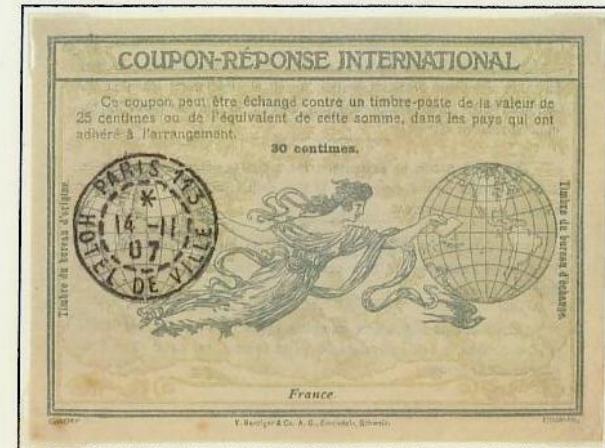 COUPON-RÉPONSE INTERNATIONAL
Ce coupon peut être échangé contre un timbre-poste de la valeur de
25 centimes ou de l'équivalent de cette somme, dans les pays qui ont
adhéré à l'arrangement.
30 centimes.
Timbre du bureau d'origine.
PARIS 113
*
14 -11
07
HOTEL DE VILLE
Timbre du bureau d'échange.
France